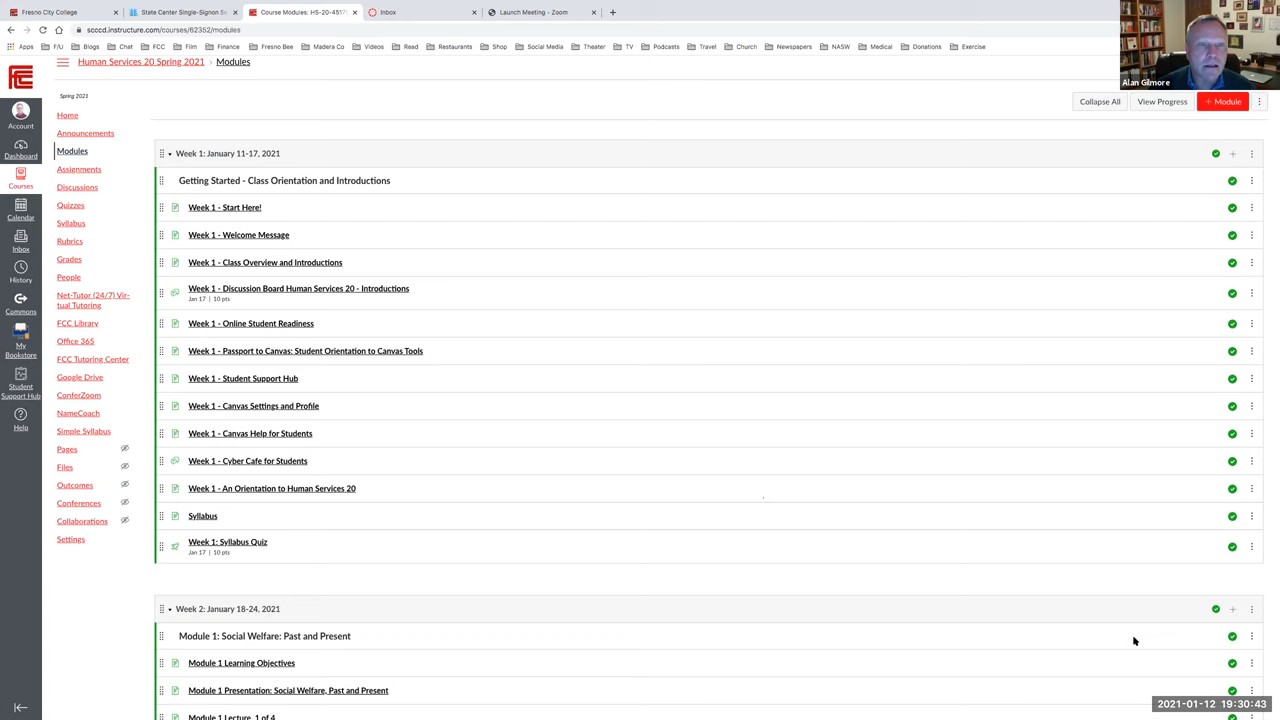 Fresno City College
State Center Single-Signon Se
Course Modules: HS-20-4517
Inbox
Launch Meeting - Zoom
scccd.instructure.com/courses/62352/modules
Apps
F/U
Blogs
Chat
FCC
Film
Finance
Fresno Bee
Madera Co
Videos
Read
Restaurants
Shop
Social Media
Theater
TV
Podcasts
Travel
Church
Newspapers
NASW
Medical
Donations
Exercise
Alan Gilmore
Human Services 20 Spring 2021 › Modules
Spring 2021
Collapse All
View Progress
+ Module
Account
Dashboard
Courses
Calendar
Inbox
History
Commons
My
Bookstore
Student
Support Hub
Help
Home
Announcements
Modules
Assignments
Discussions
Quizzes
Syllabus
Rubrics
Grades
People
Net-Tutor (24/7) Vir-
tual Tutoring
FCC Library
Office 365
FCC Tutoring Center
Google Drive
ConferZoom
NameCoach
Simple Syllabus
Pages
Files
Outcomes
Conferences
Collaborations
Settings
Week 1: January 11-17, 2021
Getting Started - Class Orientation and Introductions
Week 1 - Start Here!
Week 1 - Welcome Message
Week 1 - Class Overview and Introductions
Week 1 - Discussion Board Human Services 20 - Introductions
Jan 17 | 10 pts
Week 1 - Online Student Readiness
Week 1 - Passport to Canvas: Student Orientation to Canvas Tools
Week 1 - Student Support Hub
Week 1 - Canvas Settings and Profile
Week 1 - Canvas Help for Students
Week 1 - Cyber Cafe for Students
Week 1 - An Orientation to Human Services 20
Syllabus
Week 1: Syllabus Quiz
Jan 17 | 10 pts
Week 2: January 18-24, 2021
Module 1: Social Welfare: Past and Present
Module 1 Learning Objectives
Module 1 Presentation: Social Welfare, Past and Present
Module 1 Lecture, 1 of 4
2021-01-12 19:30:43